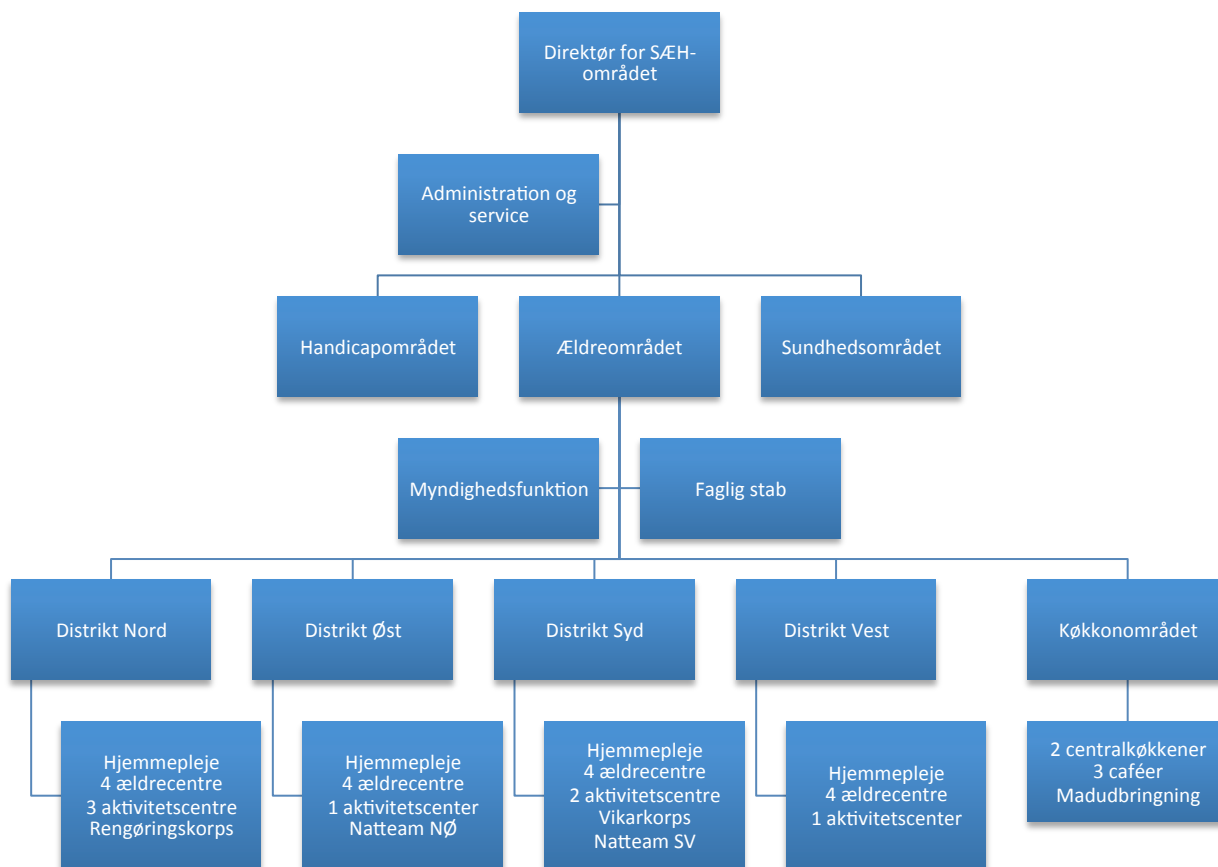 Direktør for SÆH-
området
Administration og
service
Handicapområdet
Ældreområdet
Sundhedsområdet
Myndighedsfunktion
Faglig stab
Distrikt Nord
Distrikt Øst
Distrikt Syd
Distrikt Vest
Køkkonområdet
Hjemmepleje
4 ældrecentre
3 aktivitetscentre
Rengøringskorps
Hjemmepleje
4 ældrecentre
1 aktivitetscenter
Natteam NØ
Hjemmepleje
4 ældrecentre
2 aktivitetscentre
Vikarkorps
Natteam SV
Hjemmepleje
4 ældrecentre
1 aktivitetscenter
2 centralkøkkener
3 caféer
Madudbringning